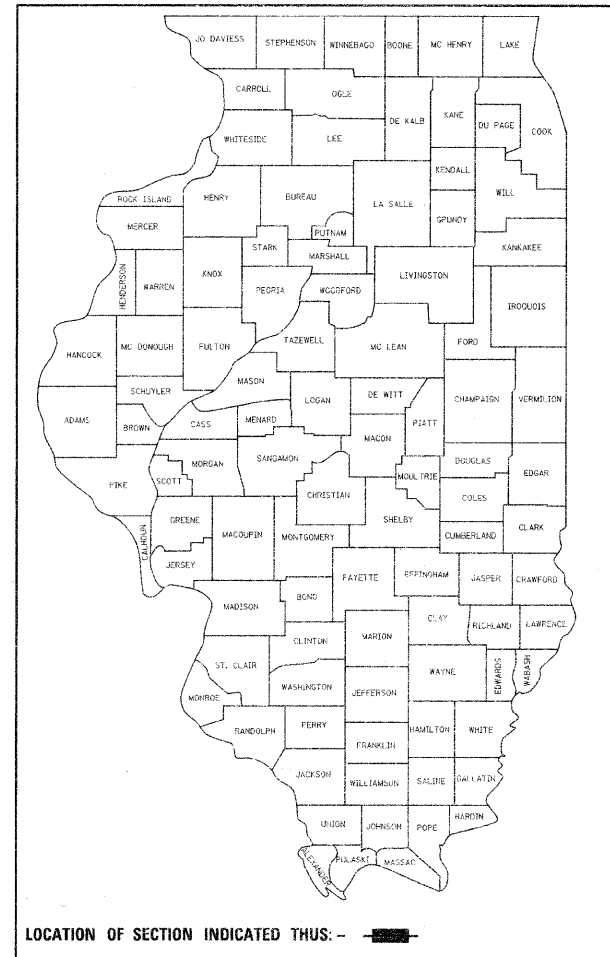 JO DAVIESS STEPHENSON WINNEBAGO BOONE MC HENRY LAKE
CARROLL OGLE
DE KALB KANE DU PAGE COOK
WHITESIDE LEE
KENDALL
WILL
ROCK ISLAND HENRY BUREAU LA SALLE
GRUNDY
MERCER PUTNAM
STARK MARSHALL KANKAKEE
HENDERSON WARREN KNOX PEORIA WOODFORD LIVINGSTON
IROQUOIS
HANCOCK MC DONOUGH FULTON TAZEWELL MC LEAN FORD
MASON
SCHUYLER LOGAN DE WITT CHAMPAIGN VERMILION
ADAMS BROWN CASS MENARD MACON PIATT
MORGAN SANGAMON DOUGLAS
PIKE SCOTT CHRISTIAN MOULTRIE COLES EDGAR
GREENE MACOUPIN MONTGOMERY SHELBY
CALHOUN CUMBERLAND CLARK
JERSEY FAYETTE EFFINGHAM JASPER CRAWFORD
MADISON BOND
CLAY RICHLAND LAWRENCE
CLINTON MARION
ST. CLAIR WAYNE EDWARDS WABASH
WASHINGTON JEFFERSON
MONROE
RANDOLPH PERRY HAMILTON WHITE
FRANKLIN
JACKSON WILLIAMSON SALINE GALLATIN
HARDIN
UNION JOHNSON POPE
ALEXANDER PULASKI MASSAC
LOCATION OF SECTION INDICATED THUS: -